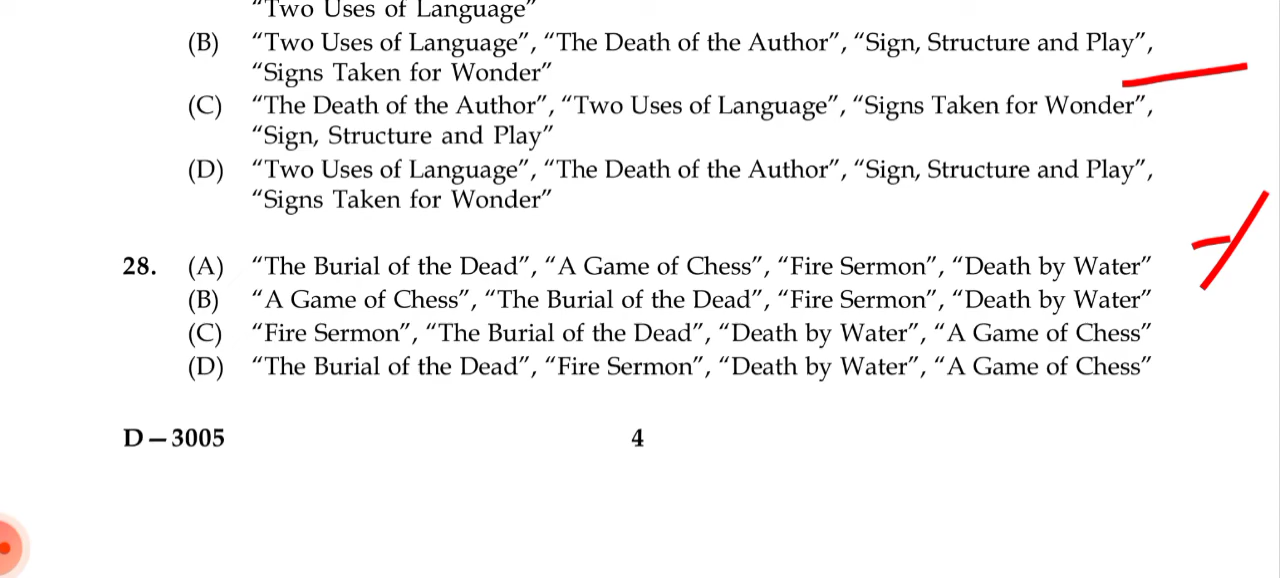 “Two Uses of Language”
(B) “Two Uses of Language”, “The Death of the Author”, “Sign, Structure and Play”,
“Signs Taken for Wonder”
(C) “The Death of the Author”, “Two Uses of Language”, “Signs Taken for Wonder”,
“Sign, Structure and Play”
(D) “Two Uses of Language”, “The Death of the Author”, “Sign, Structure and Play”,
“Signs Taken for Wonder”
28. (A) “The Burial of the Dead”, “A Game of Chess”, “Fire Sermon”, “Death by Water”
(B) “A Game of Chess”, “The Burial of the Dead”, “Fire Sermon”, “Death by Water”
(C) “Fire Sermon”, “The Burial of the Dead”, “Death by Water”, “A Game of Chess”
(D) “The Burial of the Dead”, “Fire Sermon”, “Death by Water”, “A Game of Chess”
D – 3005 4